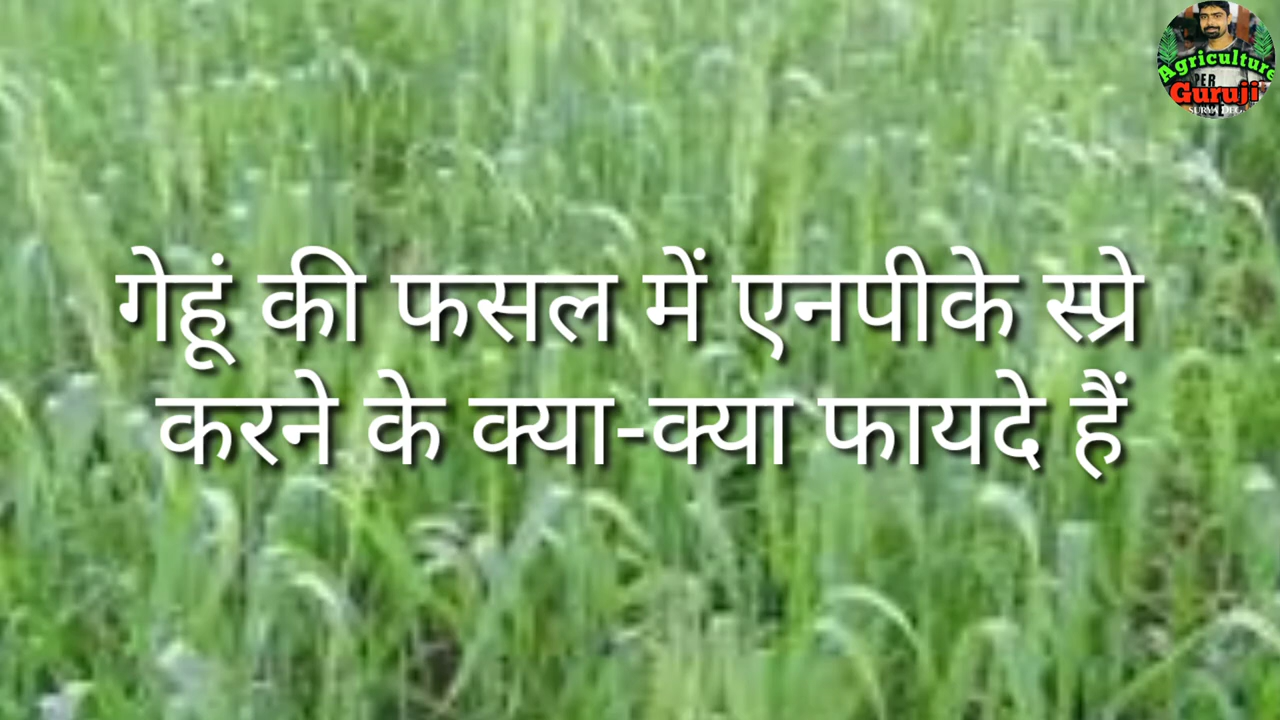 Agriculture
Guruji
गेहूं की फसल में एनपीके स्प्रे
करने के क्या-क्या फायदे हैं